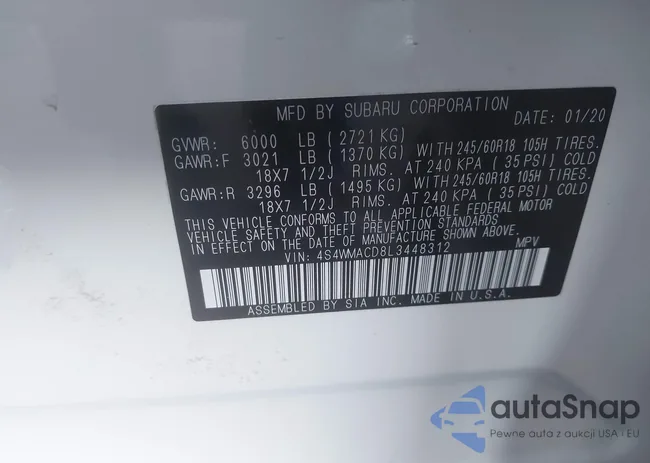 MFD BY SUBARU CORPORATION
DATE: 01/20
GVWR: 6000 LB (2721 KG)
GAWR:F 3021 LB (1370 KG) WITH 245/60R18 105H TIRES.
18X7 1/2J RIMS. AT 240 KPA (35 PSI) COLD
GAWR:R 3296 LB (1495 KG) WITH 245/60R18 105H TIRES.
18X7 1/2J RIMS. AT 240 KPA (35 PSI) COLD
THIS VEHICLE CONFORMS TO ALL APPLICABLE FEDERAL MOTOR
VEHICLE SAFETY AND THEFT PREVENTION STANDARDS
IN EFFECT ON THE DATE OF MANUFACTURE SHOWN ABOVE.
VIN: 4S4WMACD8L3448312 MPV
ASSEMBLED BY SIA INC. MADE IN U.S.A.
autaSnap
Pewne auta z aukcji USA i EU